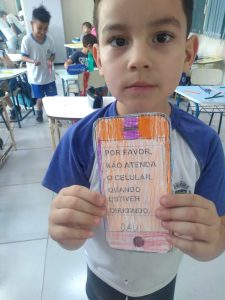 POR FAVOR,
NÃO ATENDA
O CELULAR
QUANDO
ESTIVER
DIRIGINDO.
DAVI